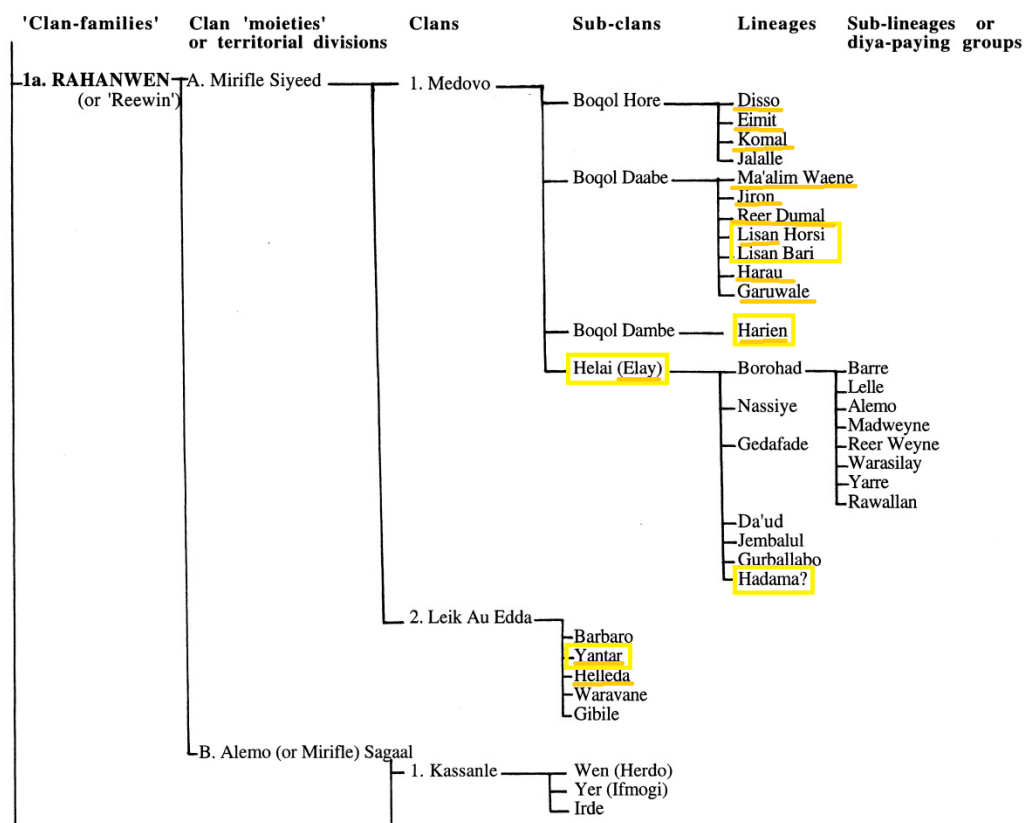 'Clan-families' Clan 'moieties' Clans Sub-clans Lineages Sub-lineages or
or territorial divisions diya-paying groups
1a. RAHANWEN A. Mirifle Siyeed 1. Medovo
(or 'Reewin') Boqol Hore Disso
Eimit
Komal
Jalalle
Boqol Daabe Ma'alim Waene
Jiron
Reer Dumal
Lisan Horsi
Lisan Bari
Harau
Garuwale
Boqol Dambe Harien
Helai (Elay) Borohad Barre
Lelle
Nassiye Alemo
Madweyne
Gedafade Reer Weyne
Warasilay
Yarre
Rawallan
Da'ud
Jembalul
Gurballabo
Hadama?
2. Leik Au Edda
Barbaro
Yantar
Helleda
Waravane
Gibile
B. Alemo (or Mirifle) Sagaal
1. Kassanle Wen (Herdo)
Yer (Ifmogi)
Irde